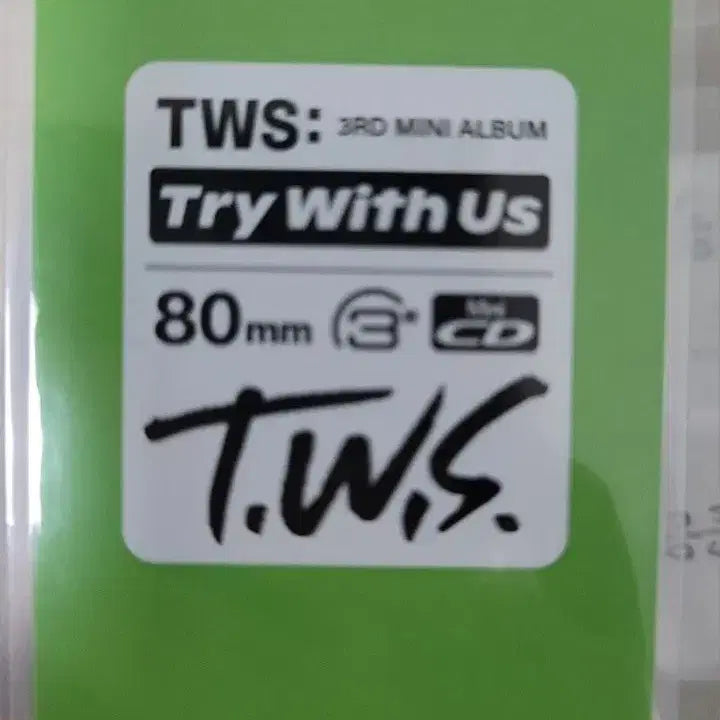 TWS: 3RD MINI ALBUM
Try With Us
80mm 3 Mini CD
T.W.S.